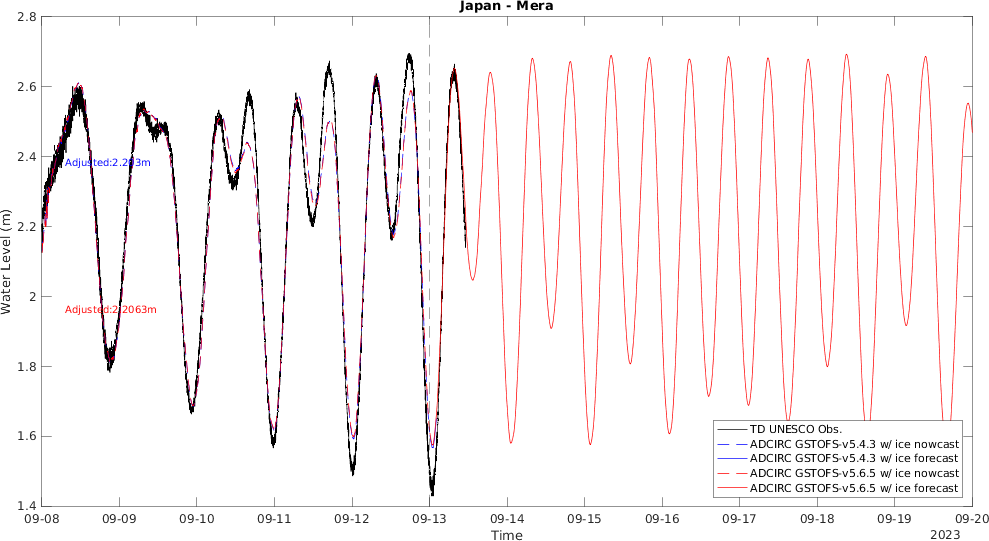 Japan - Mera
2.8
2.6
2.4
2.2
2
1.8
1.6
1.4
Water Level (m)
Adjusted:2.203m
Adjusted:2.2063m
TD UNESCO Obs.
ADCIRC GSTOFS-v5.4.3 w/ ice nowcast
ADCIRC GSTOFS-v5.4.3 w/ ice forecast
ADCIRC GSTOFS-v5.6.5 w/ ice nowcast
ADCIRC GSTOFS-v5.6.5 w/ ice forecast
09-08 09-09 09-10 09-11 09-12 09-13 09-14 09-15 09-16 09-17 09-18 09-19 09-20
Time
2023